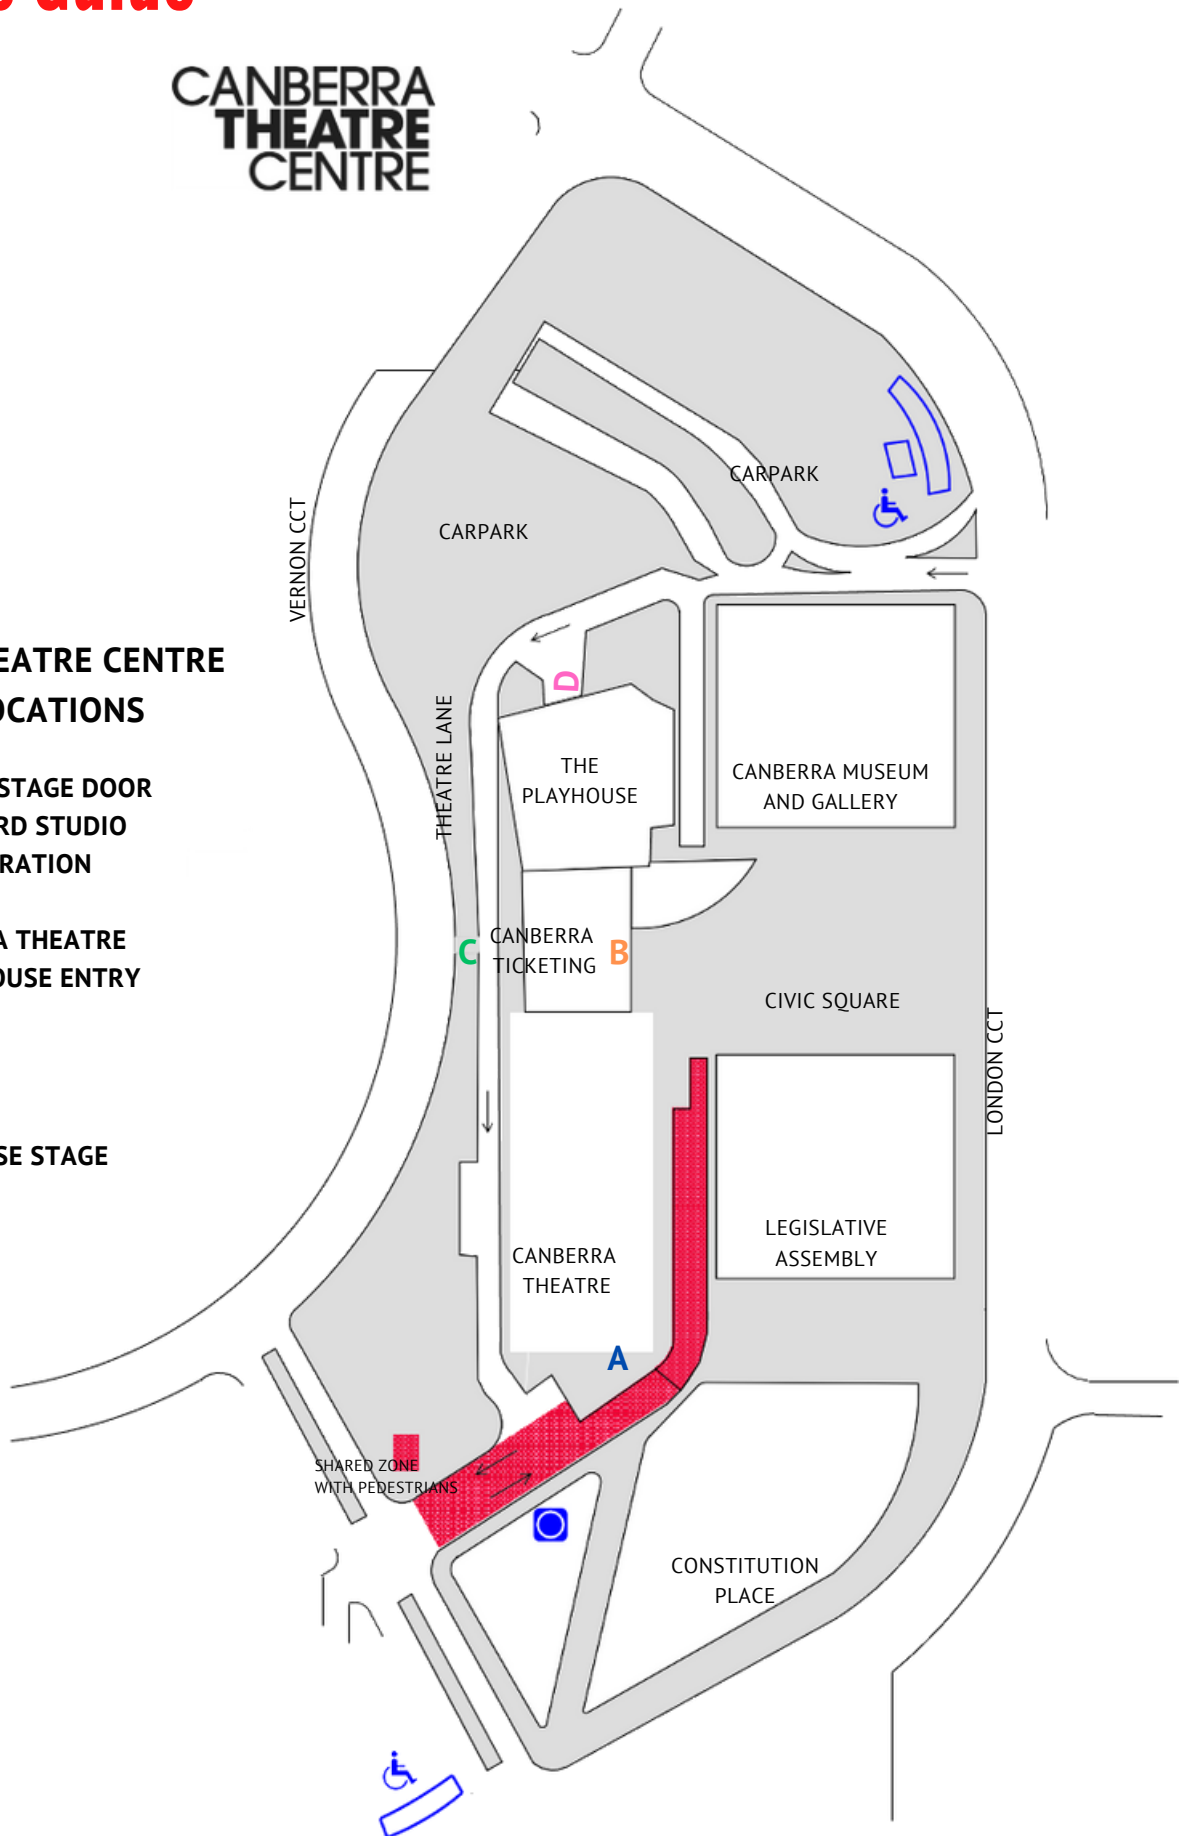 Guide
CANBERRA
THEATRE
CENTRE
CARPARK
CARPARK
VERNON CCT
EATRE CENTRE
OCATIONS
THEATRE LANE
D
THE
PLAYHOUSE
CANBERRA MUSEUM
AND GALLERY
STAGE DOOR
RD STUDIO
RATION
A THEATRE
OUSE ENTRY
C
CANBERRA
TICKETING
B
CIVIC SQUARE
LONDON CCT
SE STAGE
LEGISLATIVE
ASSEMBLY
CANBERRA
THEATRE
A
SHARED ZONE
WITH PEDESTRIANS
CONSTITUTION
PLACE